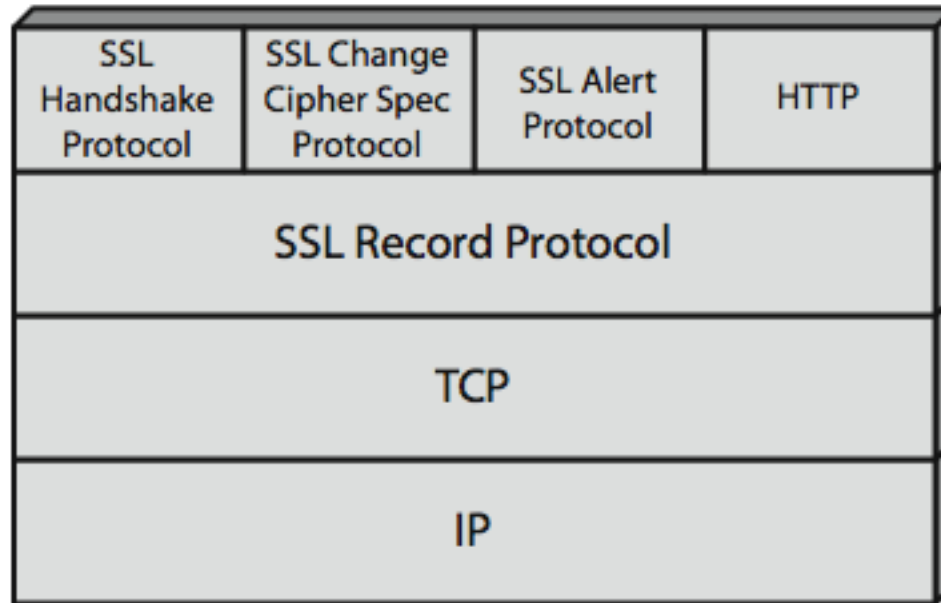 SSL
Handshake
Protocol
SSL Change
Cipher Spec
Protocol
SSL Alert
Protocol
HTTP
SSL Record Protocol
TCP
IP